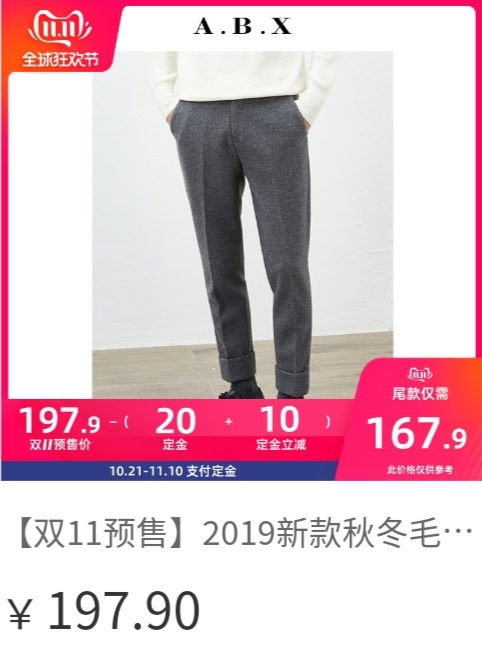 11.11
全球狂欢节
A.B.X
197.9 -( 20 + 10 )
双11预售价 定金 定金立减
10.21-11.10 支付定金
11.11
尾款仅需
167.9
此价格仅供参考
【双11预售】2019新款秋冬毛…
¥ 197.90